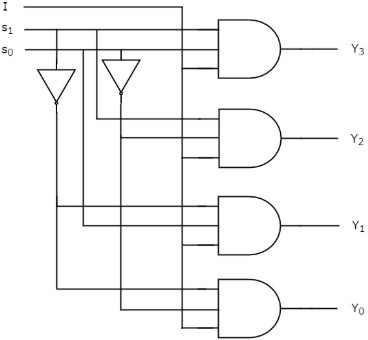 I
s₁
s₀
Y₃
Y₂
Y₁
Y₀